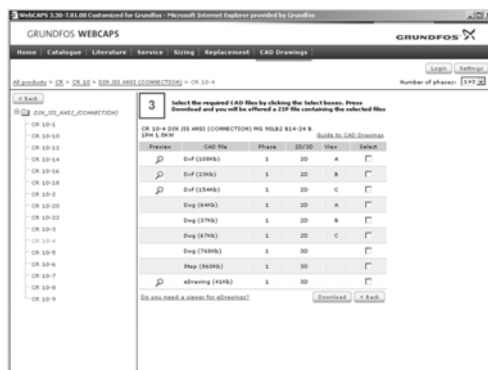 WebCAPS 3.30-7.01.08 Customized for Grundfos - Microsoft Internet Explorer provided by Grundfos
GRUNDFOS WEBCAPS
GRUNDFOS
Home Catalogue Literature Service Sizing Replacement CAD Drawings
Login Settings
All products > CR > CR 10 > DIN JIS ANSI (CONNECTION) > CR 10-4
Number of phases: 1+3
< Back
DIN_JIS_ANSI_(CONNECTION)
CR 10-1
CR 10-10
CR 10-12
CR 10-14
CR 10-16
CR 10-18
CR 10-2
CR 10-20
CR 10-22
CR 10-3
CR 10-4
CR 10-5
CR 10-6
CR 10-7
CR 10-8
CR 10-9
3
Select the required CAD files by clicking the Select boxes. Press
Download and you will be offered a ZIP file containing the selected files
CR 10-4 DIN JIS ANSI (CONNECTION) MG 90LB2 B14-24 B
1PH 1.5KW
Guide to CAD Drawings
Preview CAD file Phase 2D/3D View Select
Dxf (108Kb) 1 2D A
Dxf (23Kb) 1 2D B
Dxf (154Kb) 1 2D C
Dwg (64Kb) 1 2D A
Dwg (37Kb) 1 2D B
Dwg (67Kb) 1 2D C
Dwg (760Kb) 1 3D
Step (860Kb) 1 3D
eDrawing (41Kb) 1 3D
Do you need a viewer for eDrawings?
Download < Back